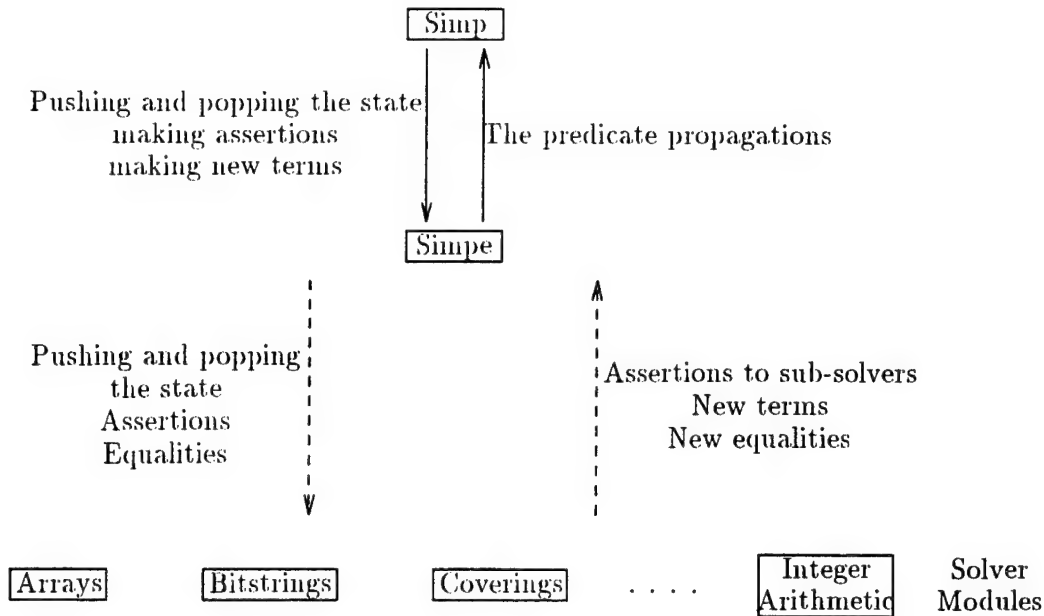 Simp
Pushing and popping the state
making assertions
making new terms
The predicate propagations
Simpe
Pushing and popping
the state
Assertions
Equalities
Assertions to sub-solvers
New terms
New equalities
Arrays
Bitstrings
Coverings
. . . .
Integer
Arithmetic
Solver
Modules